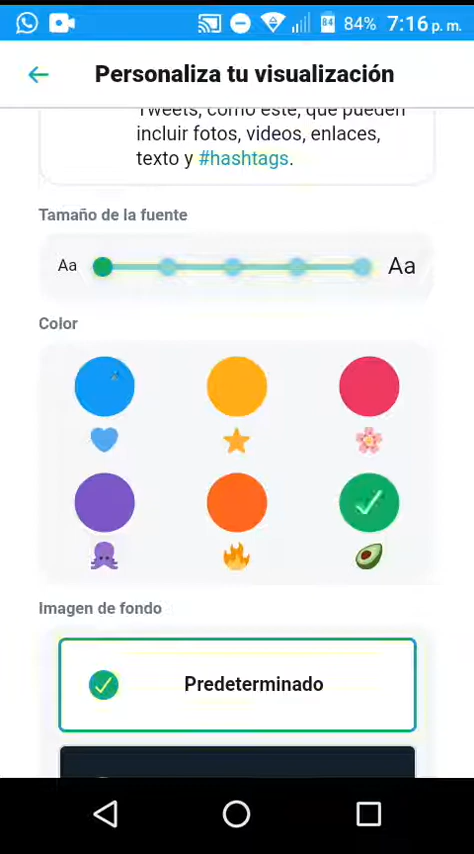 84 84% 7:16 p. m.
Personaliza tu visualización
Tweets, como este, que pueden
incluir fotos, videos, enlaces,
texto y #hashtags.
Tamaño de la fuente
Aa Aa
Color
Imagen de fondo
Predeterminado